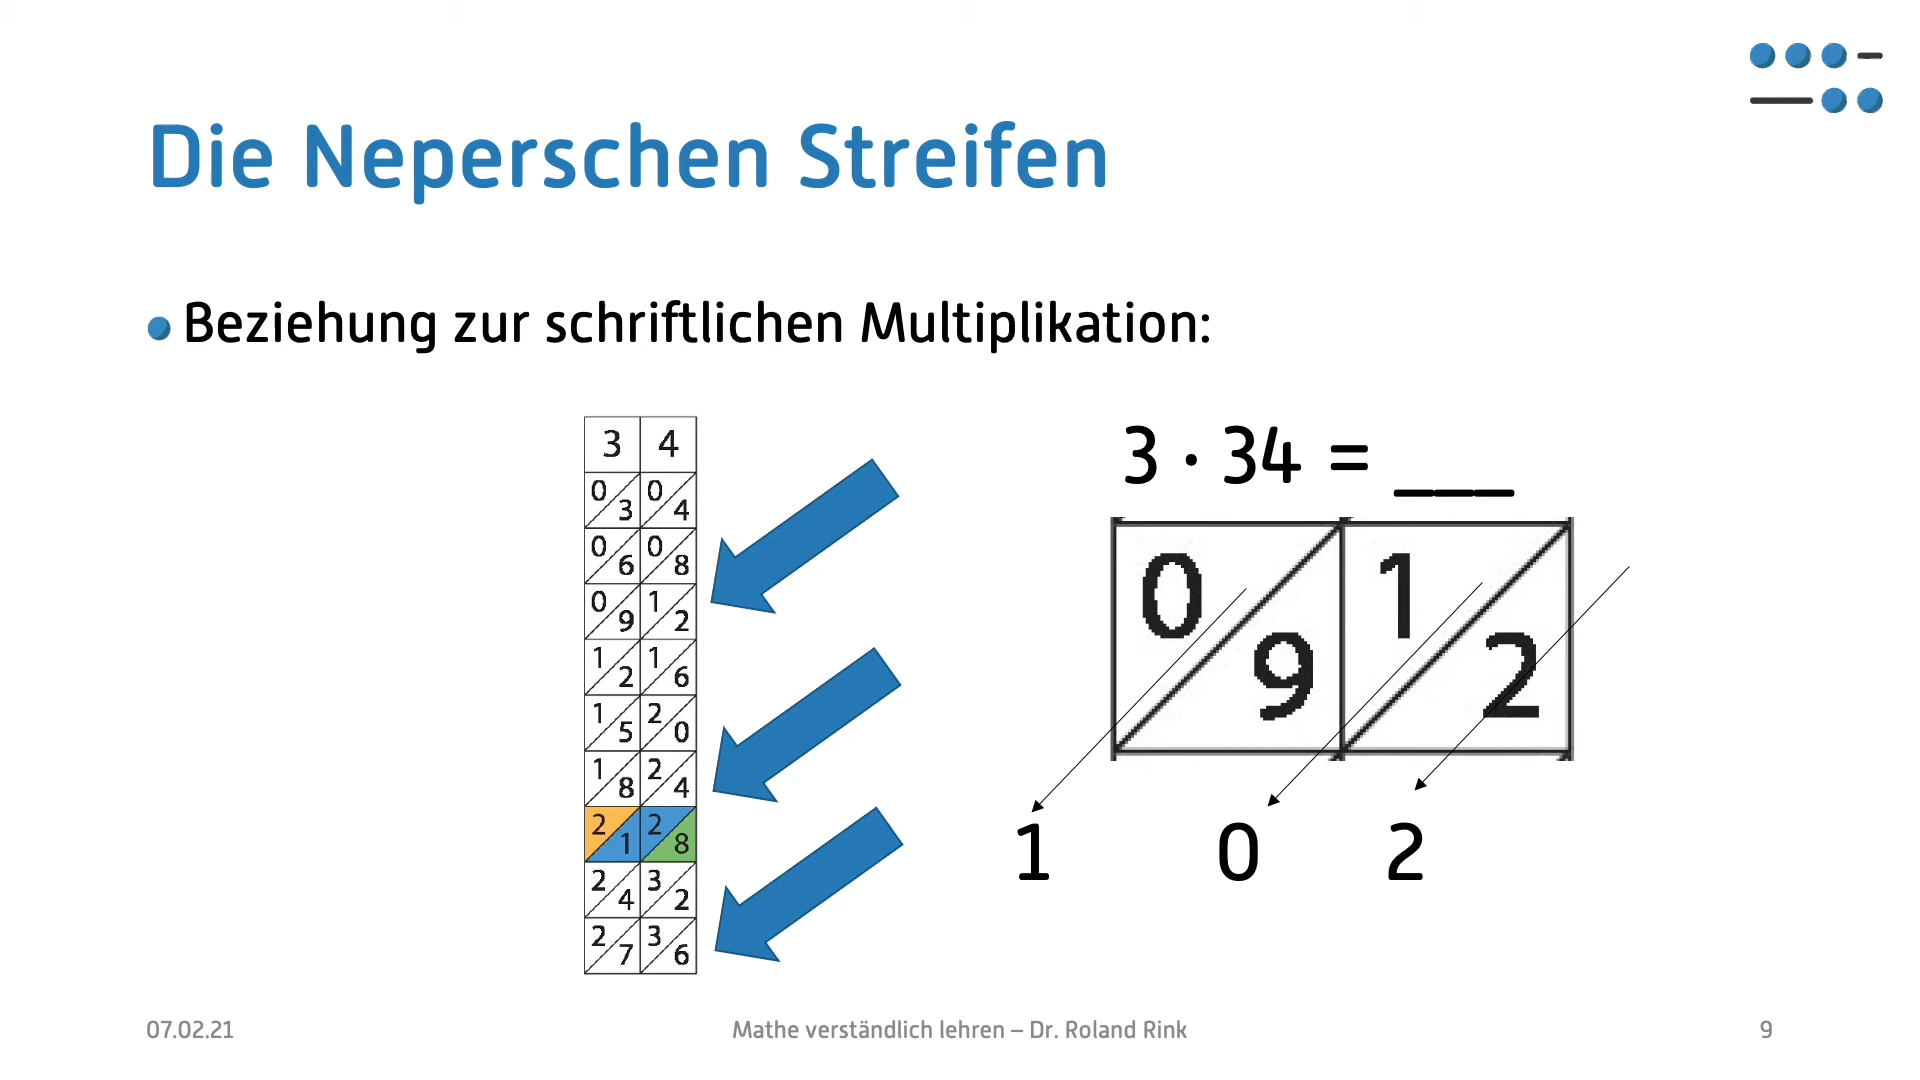 Die Neperschen Streifen
Beziehung zur schriftlichen Multiplikation:
3 4
0 3 0 4
0 6 0 8
0 9 1 2
1 2 1 6
1 5 2 0
1 8 2 4
2 1 2 8
2 4 3 2
2 7 3 6
3 · 34 = ___
0 9 1 2
1 0 2
07.02.21
Mathe verständlich lehren – Dr. Roland Rink
9